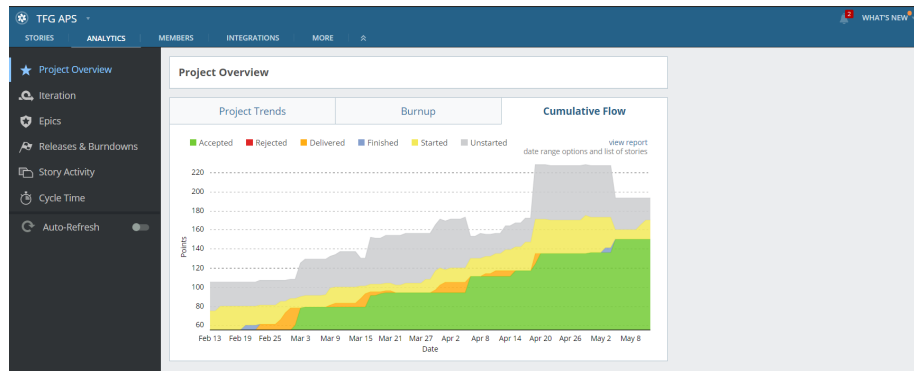 TFG APS
2
WHAT'S NEW
STORIES ANALYTICS MEMBERS INTEGRATIONS MORE
Project Overview
Iteration
Epics
Releases & Burndowns
Story Activity
Cycle Time
Auto-Refresh
Project Overview
Project Trends Burnup Cumulative Flow
Accepted Rejected Delivered Finished Started Unstarted
view report
date range options and list of stories
Points
220
200
180
160
140
120
100
80
60
Feb 13 Feb 19 Feb 25 Mar 3 Mar 9 Mar 15 Mar 21 Mar 27 Apr 2 Apr 8 Apr 14 Apr 20 Apr 26 May 2 May 8
Date